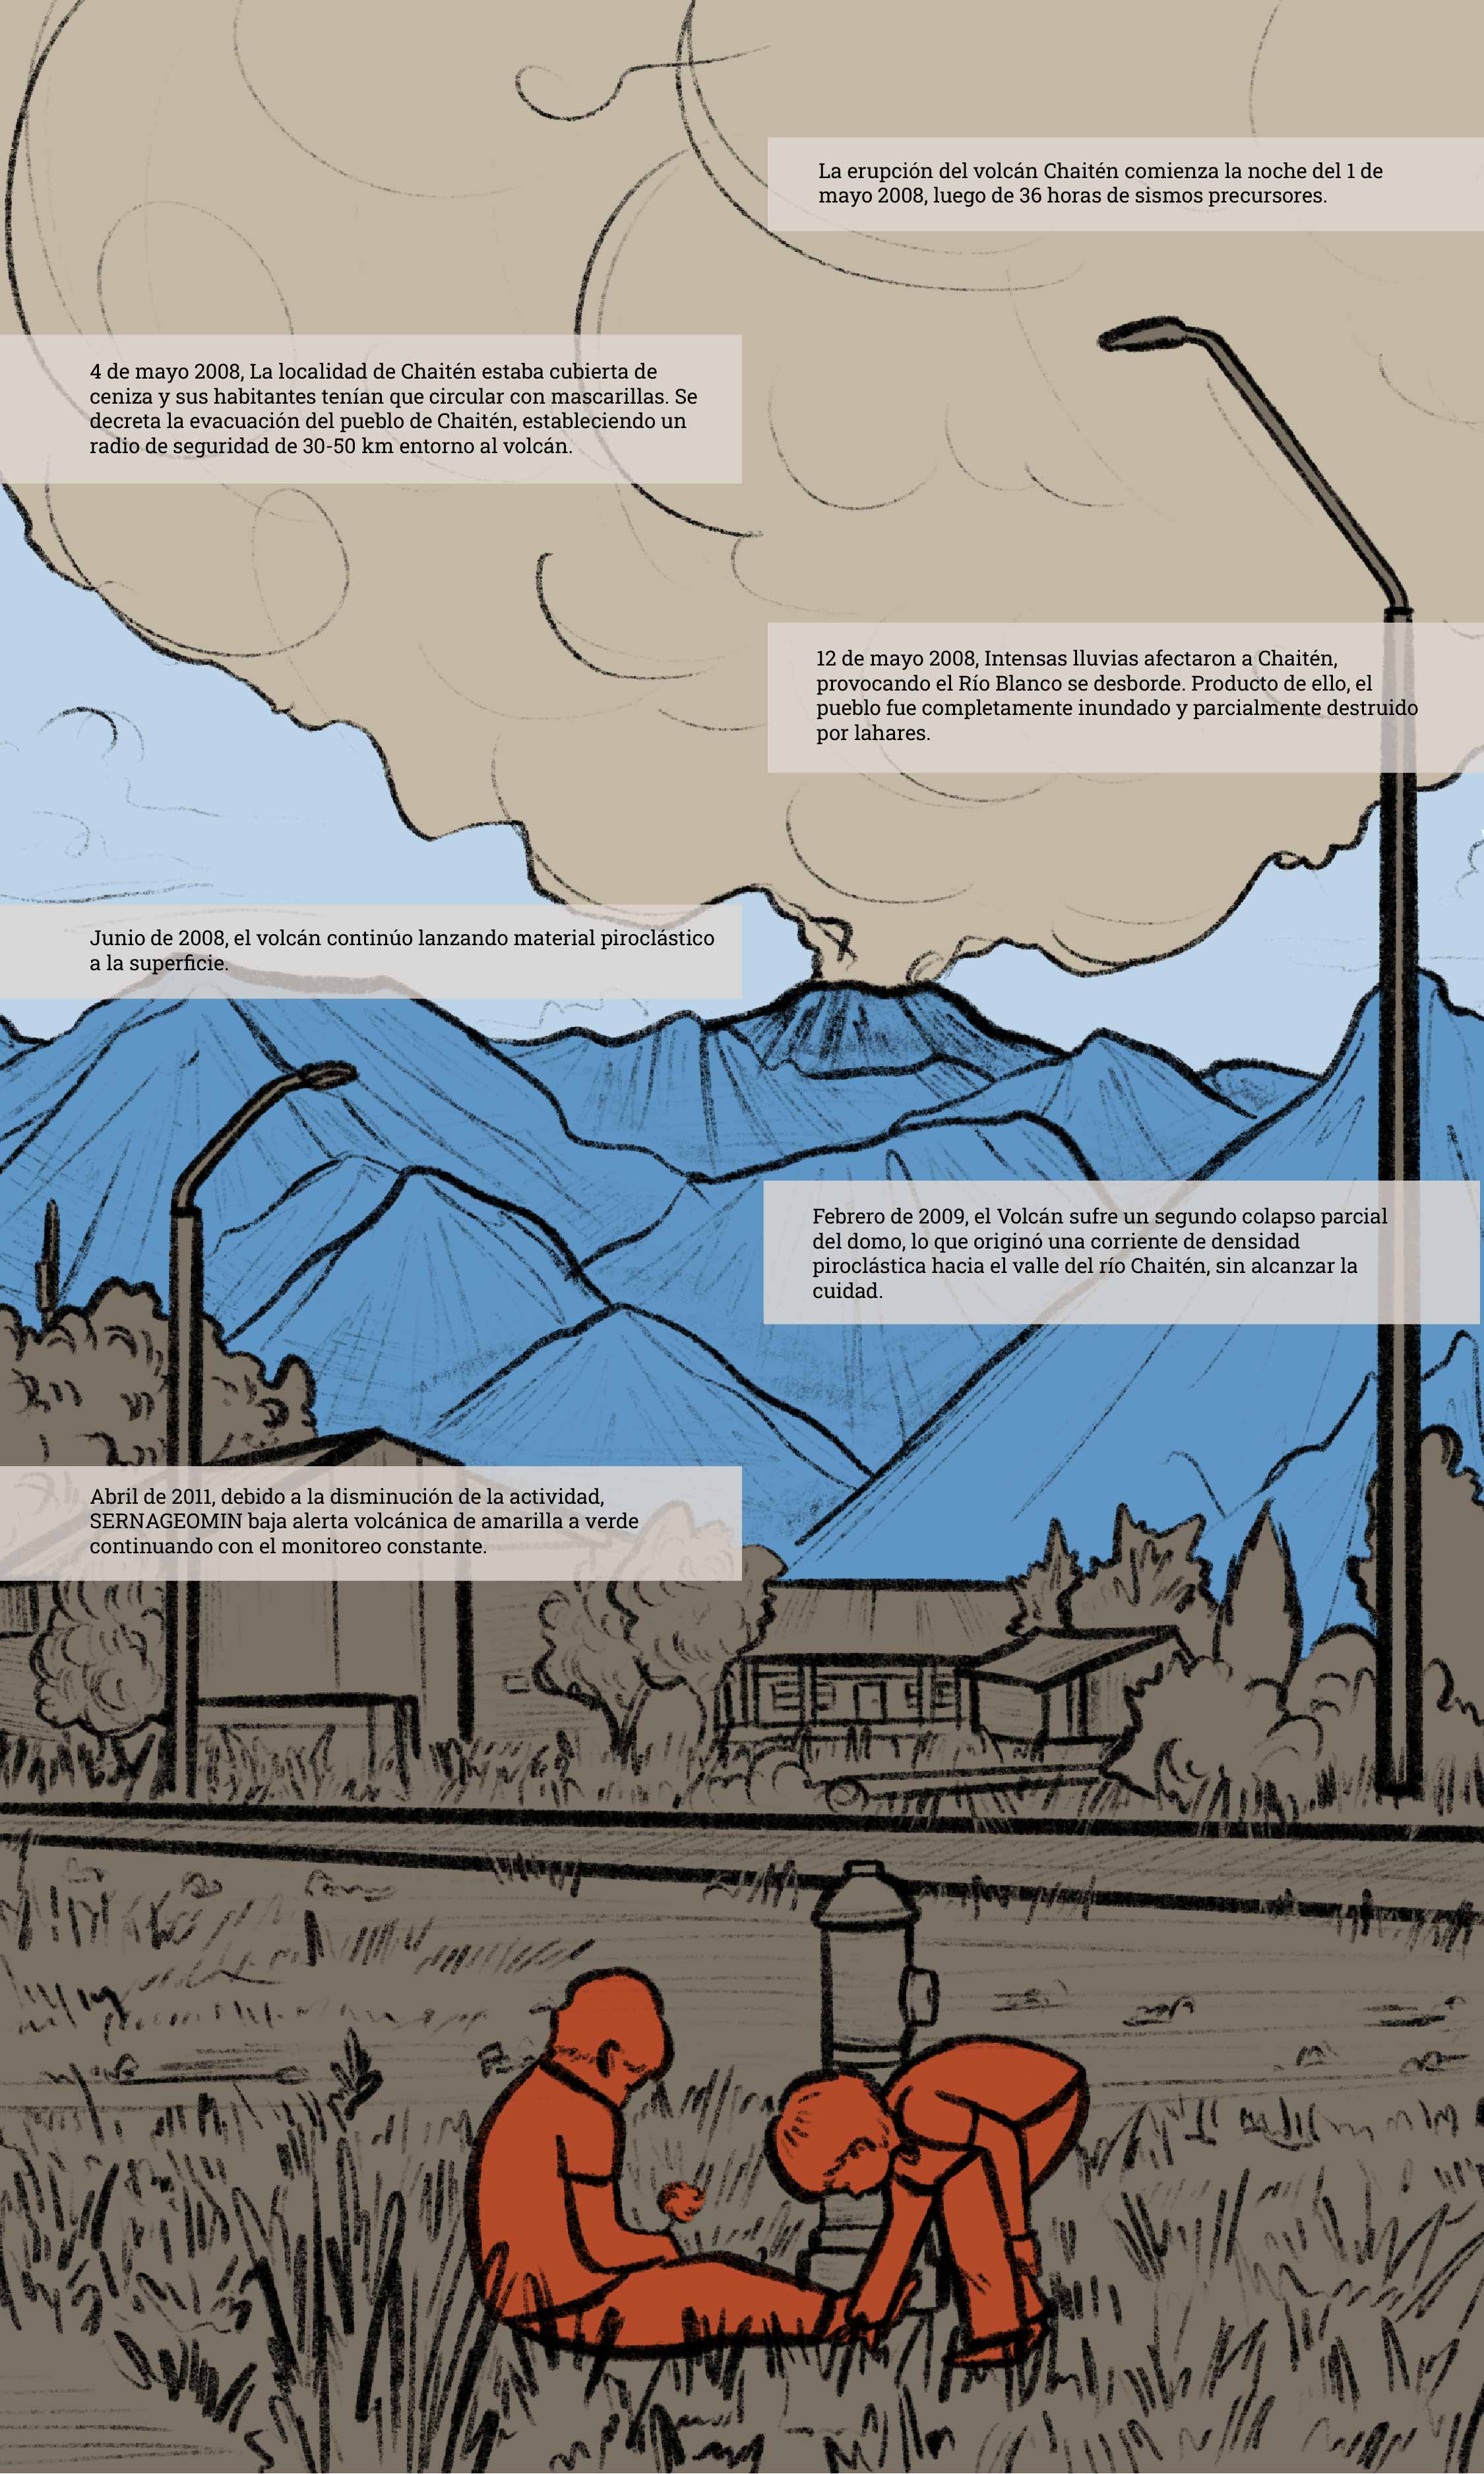 La erupción del volcán Chaitén comienza la noche del 1 de
mayo 2008, luego de 36 horas de sismos precursores.
4 de mayo 2008, La localidad de Chaitén estaba cubierta de
ceniza y sus habitantes tenían que circular con mascarillas. Se
decreta la evacuación del pueblo de Chaitén, estableciendo un
radio de seguridad de 30-50 km entorno al volcán.
12 de mayo 2008, Intensas lluvias afectaron a Chaitén,
provocando el Río Blanco se desborde. Producto de ello, el
pueblo fue completamente inundado y parcialmente destruido
por lahares.
Junio de 2008, el volcán continúo lanzando material piroclástico
a la superficie.
Febrero de 2009, el Volcán sufre un segundo colapso parcial
del domo, lo que originó una corriente de densidad
piroclástica hacia el valle del río Chaitén, sin alcanzar la
cuidad.
Abril de 2011, debido a la disminución de la actividad,
SERNAGEOMIN baja alerta volcánica de amarilla a verde
continuando con el monitoreo constante.